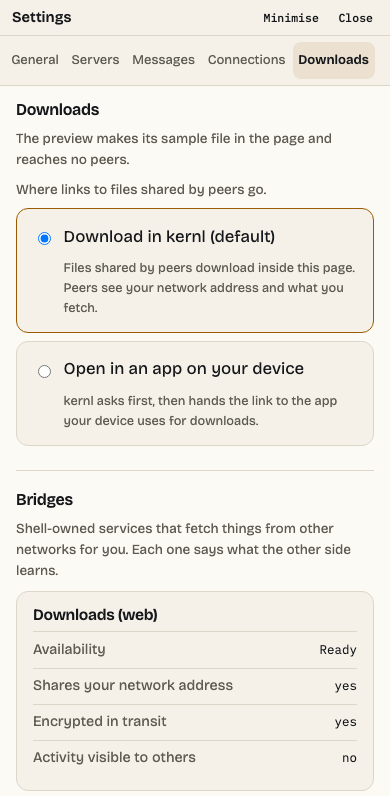 Settings
Minimise
Close
General
Servers
Messages
Connections
Downloads
Downloads
The preview makes its sample file in the page and
reaches no peers.
Where links to files shared by peers go.
Download in kernl (default)
Files shared by peers download inside this page.
Peers see your network address and what you
fetch.
Open in an app on your device
kernl asks first, then hands the link to the app
your device uses for downloads.
Bridges
Shell-owned services that fetch things from other
networks for you. Each one says what the other side
learns.
Downloads (web)
Availability Ready
Shares your network address yes
Encrypted in transit yes
Activity visible to others no